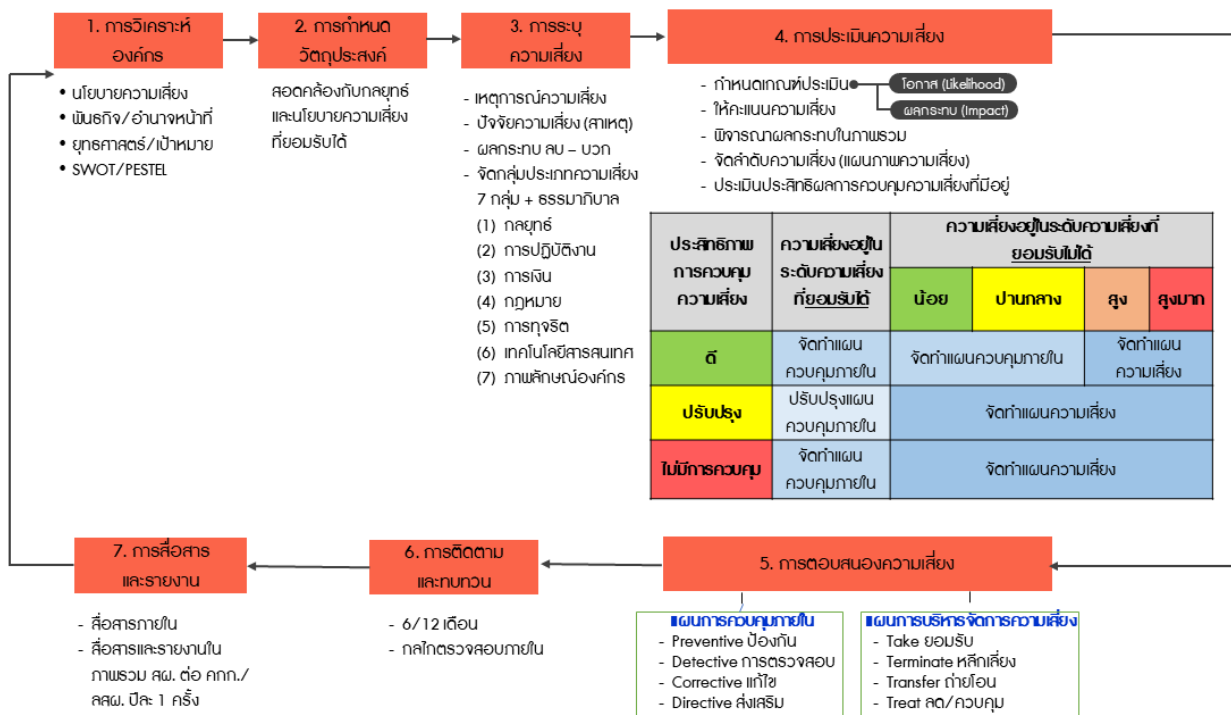 1. การวิเคราะห์
องค์กร
• นโยบายความเสี่ยง
• พันธกิจ/อำนาจหน้าที่
• ยุทธศาสตร์/เป้าหมาย
• SWOT/PESTEL
2. การกำหนด
วัตถุประสงค์
สอดคล้องกับกลยุทธ์
และนโยบายความเสี่ยง
ที่ยอมรับได้
3. การระบุ
ความเสี่ยง
- เหตุการณ์ความเสี่ยง
- ปัจจัยความเสี่ยง (สาเหตุ)
- ผลกระทบ ลบ – บวก
- จัดกลุ่มประเภทความเสี่ยง
7 กลุ่ม + ธรรมาภิบาล
(1) กลยุทธ์
(2) การปฏิบัติงาน
(3) การเงิน
(4) กฎหมาย
(5) การทุจริต
(6) เทคโนโลยีสารสนเทศ
(7) ภาพลักษณ์องค์กร
4. การประเมินความเสี่ยง
- กำหนดเกณฑ์ประเมิน
โอกาส (Likelihood)
ผลกระทบ (Impact)
- ให้คะแนนความเสี่ยง
- พิจารณาผลกระทบในภาพรวม
- จัดลำดับความเสี่ยง (แผนภาพความเสี่ยง)
- ประเมินประสิทธิผลการควบคุมความเสี่ยงที่มีอยู่
ประสิทธิภาพ
การควบคุม
ความเสี่ยง
ความเสี่ยงอยู่ใน
ระดับความเสี่ยง
ที่ยอมรับได้
ความเสี่ยงอยู่ในระดับความเสี่ยงที่
ยอมรับไม่ได้
น้อย
ปานกลาง
สูง
สูงมาก
ดี
จัดทำแผน
ควบคุมภายใน
จัดทำแผนควบคุมภายใน
จัดทำแผน
ความเสี่ยง
ปรับปรุง
ปรับปรุงแผน
ควบคุมภายใน
จัดทำแผนความเสี่ยง
ไม่มีการควบคุม
จัดทำแผน
ควบคุมภายใน
จัดทำแผนความเสี่ยง
5. การตอบสนองความเสี่ยง
แผนการควบคุมภายใน
- Preventive ป้องกัน
- Detective การตรวจสอบ
- Corrective แก้ไข
- Directive ส่งเสริม
แผนการบริหารจัดการความเสี่ยง
- Take ยอมรับ
- Terminate หลีกเลี่ยง
- Transfer ถ่ายโอน
- Treat ลด/ควบคุม
6. การติดตาม
และทบทวน
- 6/12 เดือน
- กลไกตรวจสอบภายใน
7. การสื่อสาร
และรายงาน
- สื่อสารภายใน
- สื่อสารและรายงานใน
ภาพรวม สผ. ต่อ คกก./
ลสผ. ปีละ 1 ครั้ง